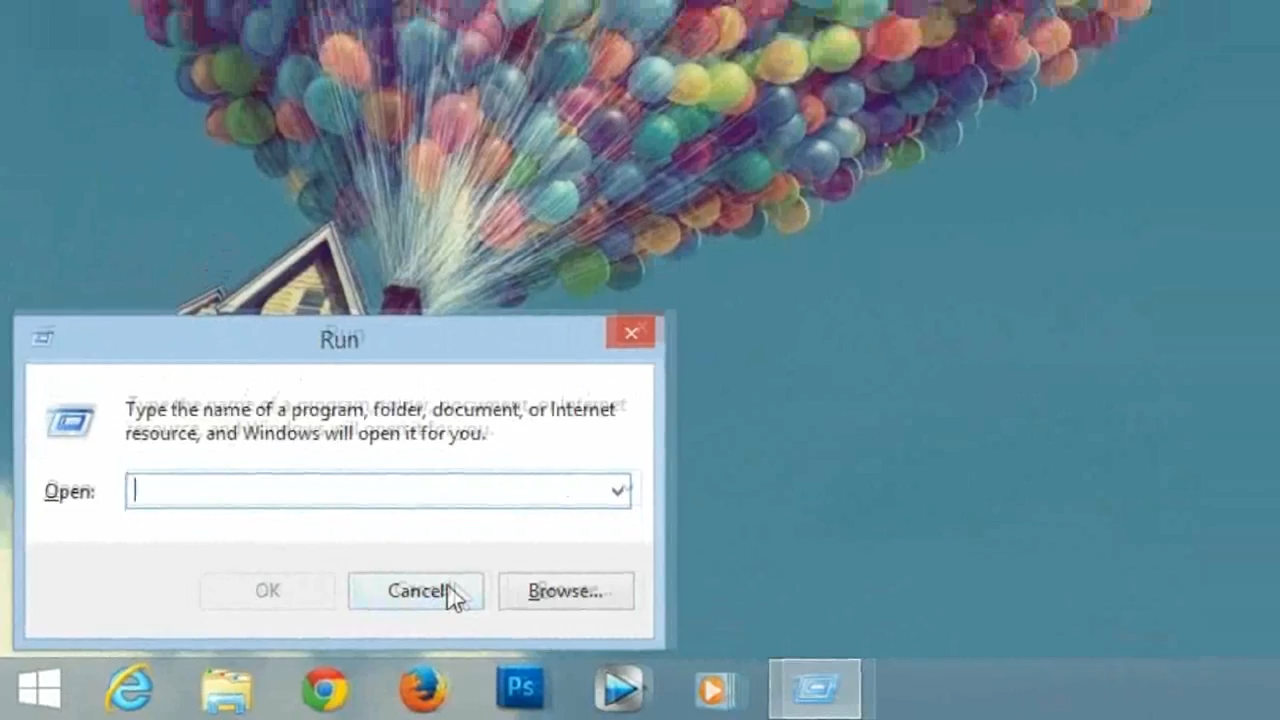 Run
Type the name of a program, folder, document, or Internet
resource, and Windows will open it for you.
Open:
OK
Cancel
Browse...
Ps